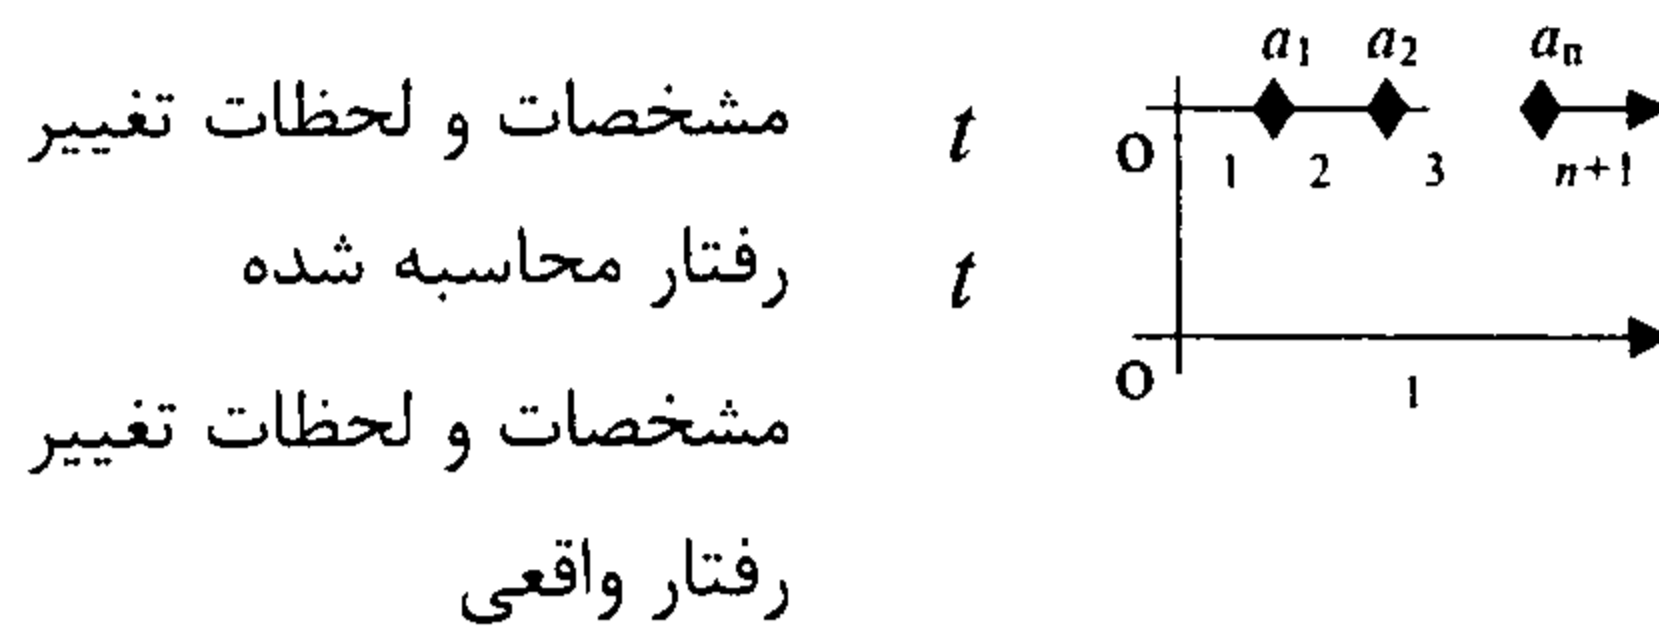 a₁ a₂ aₙ
مشخصات و لحظات تغییر t
O 1 2 3 n+1
رفتار محاسبه شده t
O 1
مشخصات و لحظات تغییر
رفتار واقعی